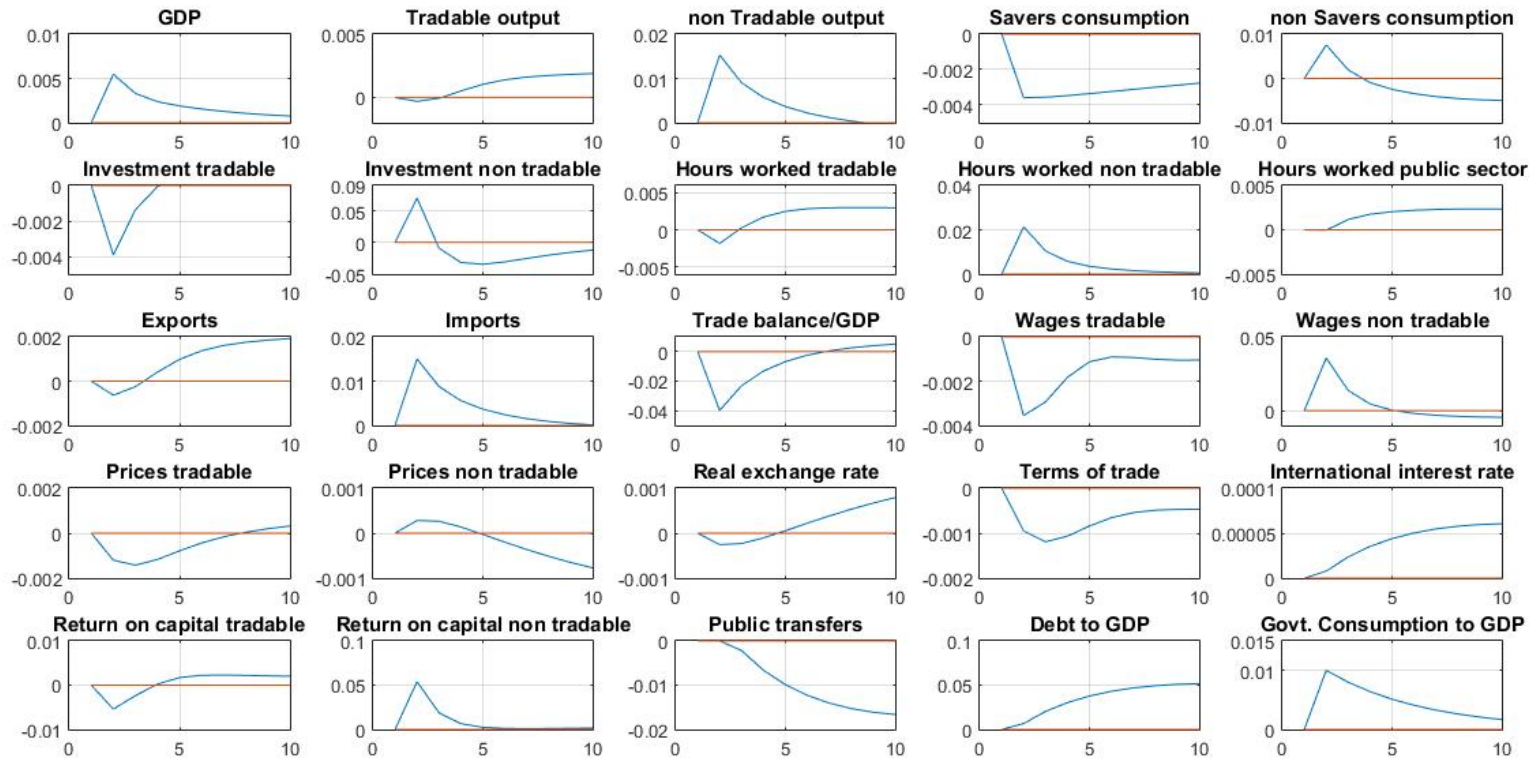 GDP
0.01
0.005
0
0 5 10
Tradable output
0.005
0
0 5 10
non Tradable output
0.02
0.01
0
0 5 10
Savers consumption
0
-0.002
-0.004
0 5 10
non Savers consumption
0.01
0
-0.01
0 5 10
Investment tradable
0
-0.002
-0.004
0 5 10
Investment non tradable
0.09
0.05
0
-0.05
0 5 10
Hours worked tradable
0.005
0
-0.005
0 5 10
Hours worked non tradable
0.04
0.02
0
0 5 10
Hours worked public sector
0.005
0
-0.005
0 5 10
Exports
0.002
0
-0.002
0 5 10
Imports
0.02
0.01
0
0 5 10
Trade balance/GDP
0
-0.02
-0.04
0 5 10
Wages tradable
0
-0.002
-0.004
0 5 10
Wages non tradable
0.05
0
0 5 10
Prices tradable
0.002
0
-0.002
0 5 10
Prices non tradable
0.001
0
-0.001
0 5 10
Real exchange rate
0.001
0
-0.001
0 5 10
Terms of trade
0
-0.001
-0.002
0 5 10
International interest rate
0.0001
0.00005
0
0 5 10
Return on capital tradable
0.01
0
-0.01
0 5 10
Return on capital non tradable
0.1
0.05
0
0 5 10
Public transfers
0
-0.01
-0.02
0 5 10
Debt to GDP
0.1
0.05
0
0 5 10
Govt. Consumption to GDP
0.015
0.01
0
0 5 10